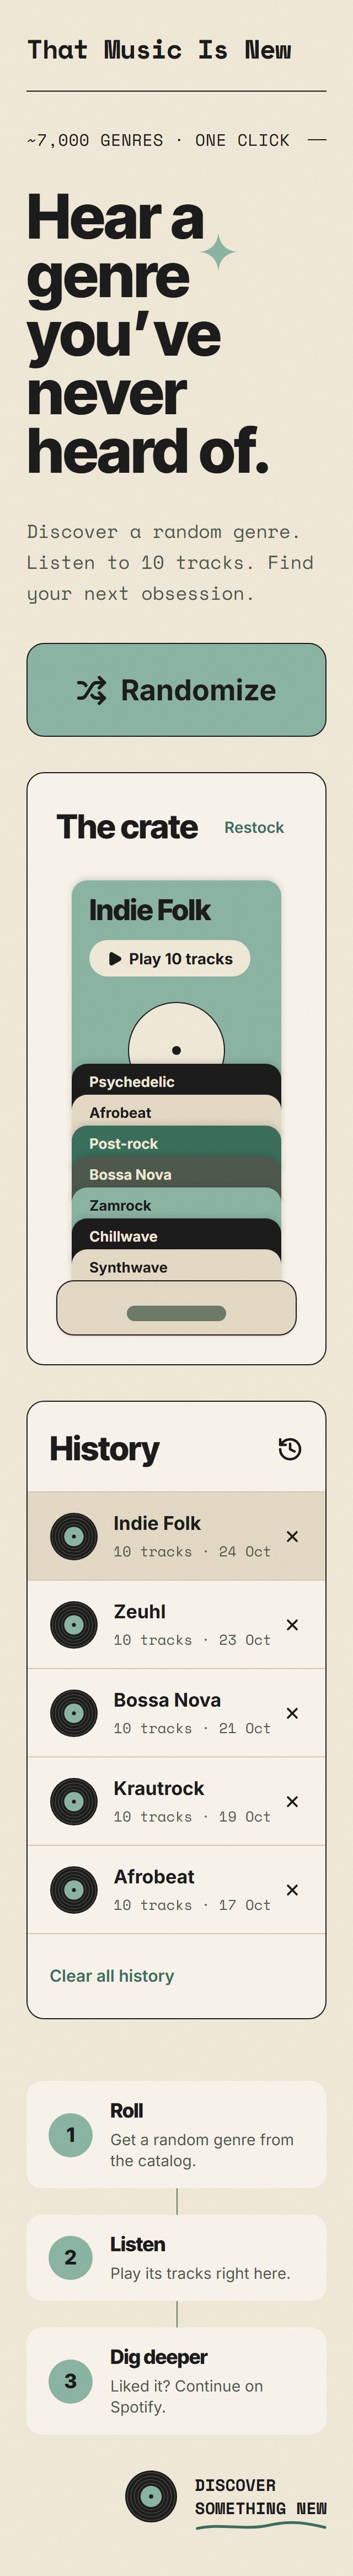 That Music Is New
~7,000 GENRES · ONE CLICK —
Hear a
genre
you’ve
never
heard of.
Discover a random genre.
Listen to 10 tracks. Find
your next obsession.
Randomize
The crate
Restock
Indie Folk
Play 10 tracks
Psychedelic
Afrobeat
Post-rock
Bossa Nova
Zamrock
Chillwave
Synthwave
History
Indie Folk
10 tracks · 24 Oct
Zeuhl
10 tracks · 23 Oct
Bossa Nova
10 tracks · 21 Oct
Krautrock
10 tracks · 19 Oct
Afrobeat
10 tracks · 17 Oct
Clear all history
1
Roll
Get a random genre from
the catalog.
2
Listen
Play its tracks right here.
3
Dig deeper
Liked it? Continue on
Spotify.
DISCOVER
SOMETHING NEW